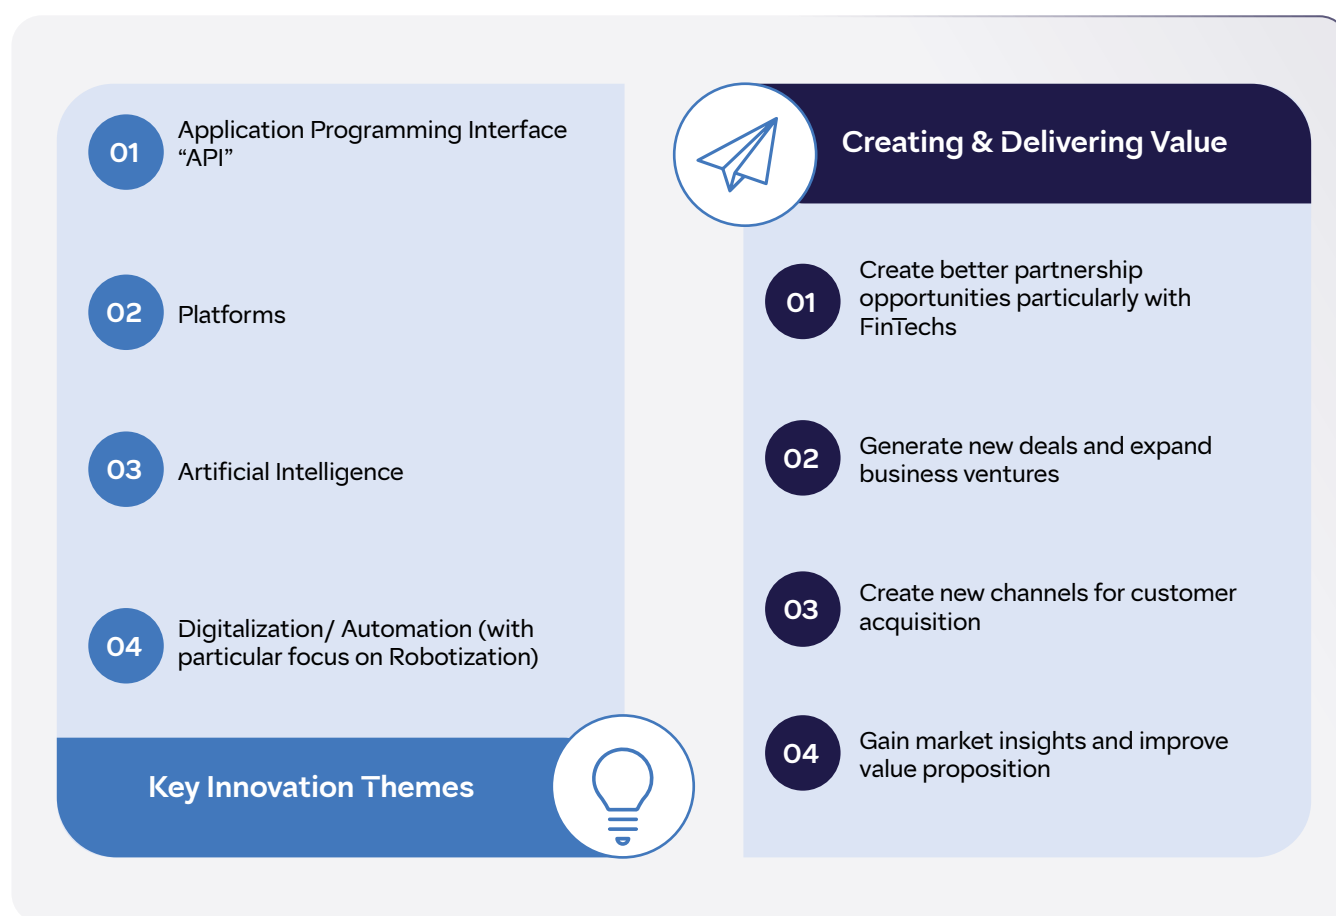 01
Application Programming Interface
“API”
02
Platforms
03
Artificial Intelligence
04
Digitalization/ Automation (with
particular focus on Robotization)
Key Innovation Themes
Creating & Delivering Value
01
Create better partnership
opportunities particularly with
FinTechs
02
Generate new deals and expand
business ventures
03
Create new channels for customer
acquisition
04
Gain market insights and improve
value proposition